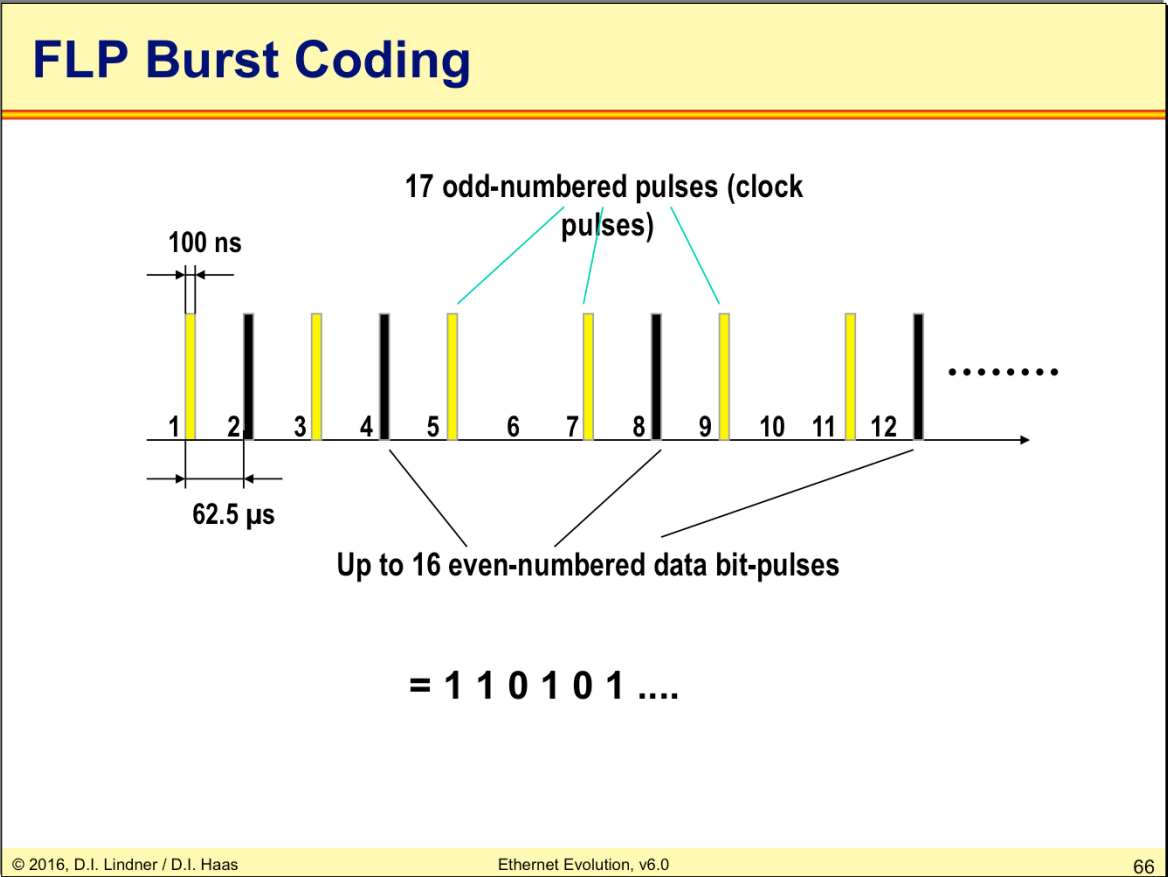 FLP Burst Coding
17 odd-numbered pulses (clock
pulses)
100 ns
1 2 3 4 5 6 7 8 9 10 11 12
62.5 µs
Up to 16 even-numbered data bit-pulses
= 1 1 0 1 0 1 ....
© 2016, D.I. Lindner / D.I. Haas Ethernet Evolution, v6.0 66